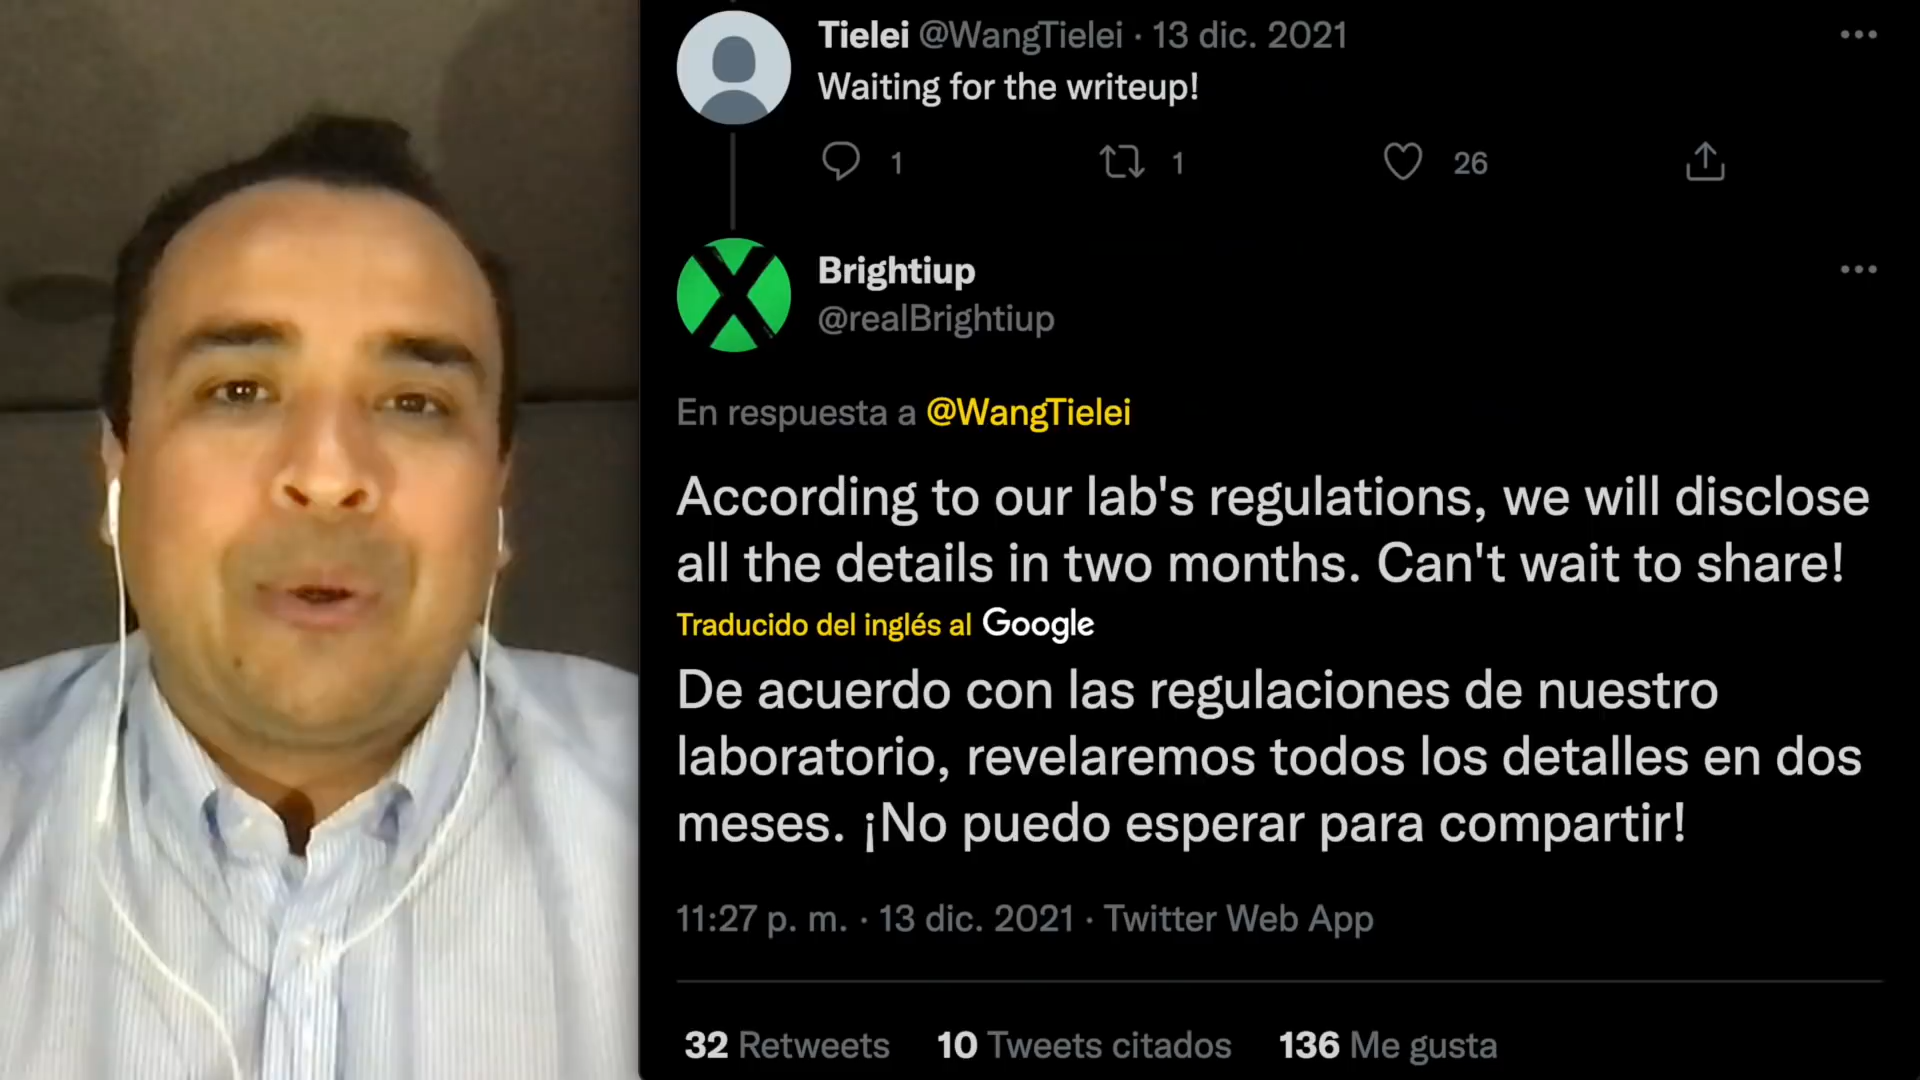 Tielei @WangTielei · 13 dic. 2021
Waiting for the writeup!
1 1 26
Brightiup
@realBrightiup
En respuesta a @WangTielei
According to our lab's regulations, we will disclose
all the details in two months. Can't wait to share!
Traducido del inglés al Google
De acuerdo con las regulaciones de nuestro
laboratorio, revelaremos todos los detalles en dos
meses. ¡No puedo esperar para compartir!
11:27 p. m. · 13 dic. 2021 · Twitter Web App
32 Retweets 10 Tweets citados 136 Me gusta